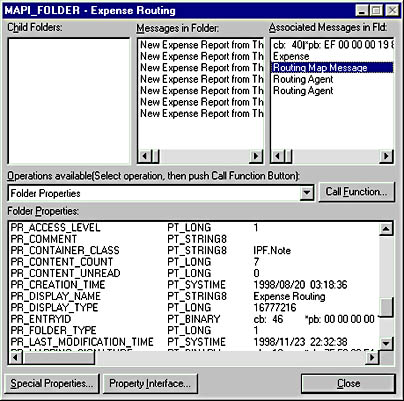 MAPI_FOLDER - Expense Routing
Child Folders:
Messages in Folder:
Associated Messages in Fld:
New Expense Report from Th
New Expense Report from Th
New Expense Report from Th
New Expense Report from Th
New Expense Report from Th
New Expense Report from Th
New Expense Report from Th
cb: 40|*pb: EF 00 00 00 19 8
Expense
Routing Map Message
Routing Agent
Routing Agent
Operations available(Select operation, then push Call Function Button):
Folder Properties
Call Function...
Folder Properties:
PR_ACCESS_LEVEL PT_LONG 1
PR_COMMENT PT_STRING8
PR_CONTAINER_CLASS PT_STRING8 IPF.Note
PR_CONTENT_COUNT PT_LONG 7
PR_CONTENT_UNREAD PT_LONG 0
PR_CREATION_TIME PT_SYSTIME 1998/08/20 03:18:36
PR_DISPLAY_NAME PT_STRING8 Expense Routing
PR_DISPLAY_TYPE PT_LONG 16777216
PR_ENTRYID PT_BINARY cb: 46 *pb: 00 00 00 00
PR_FOLDER_TYPE PT_LONG 1
PR_LAST_MODIFICATION_TIME PT_SYSTIME 1998/11/23 22:32:38
Special Properties...
Property Interface...
Close